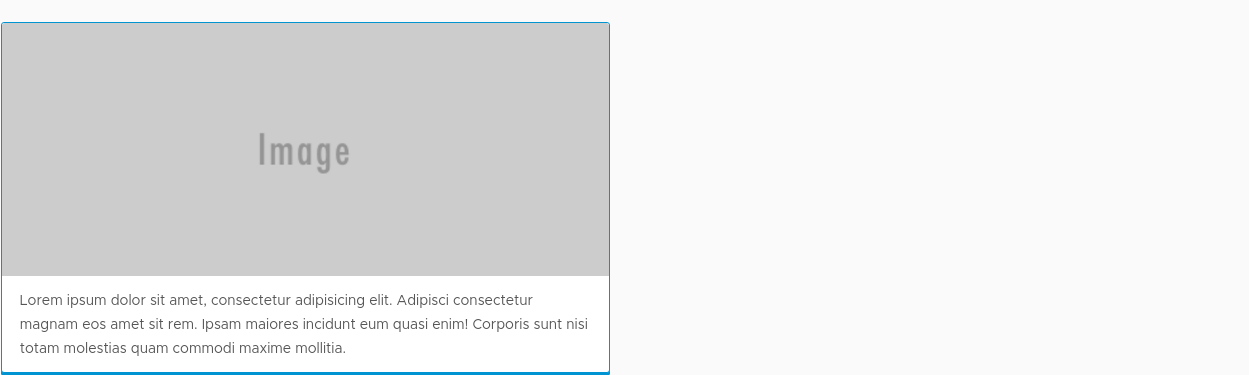 Image
Lorem ipsum dolor sit amet, consectetur adipisicing elit. Adipisci consectetur
magnam eos amet sit rem. Ipsam maiores incidunt eum quasi enim! Corporis sunt nisi
totam molestias quam commodi maxime mollitia.